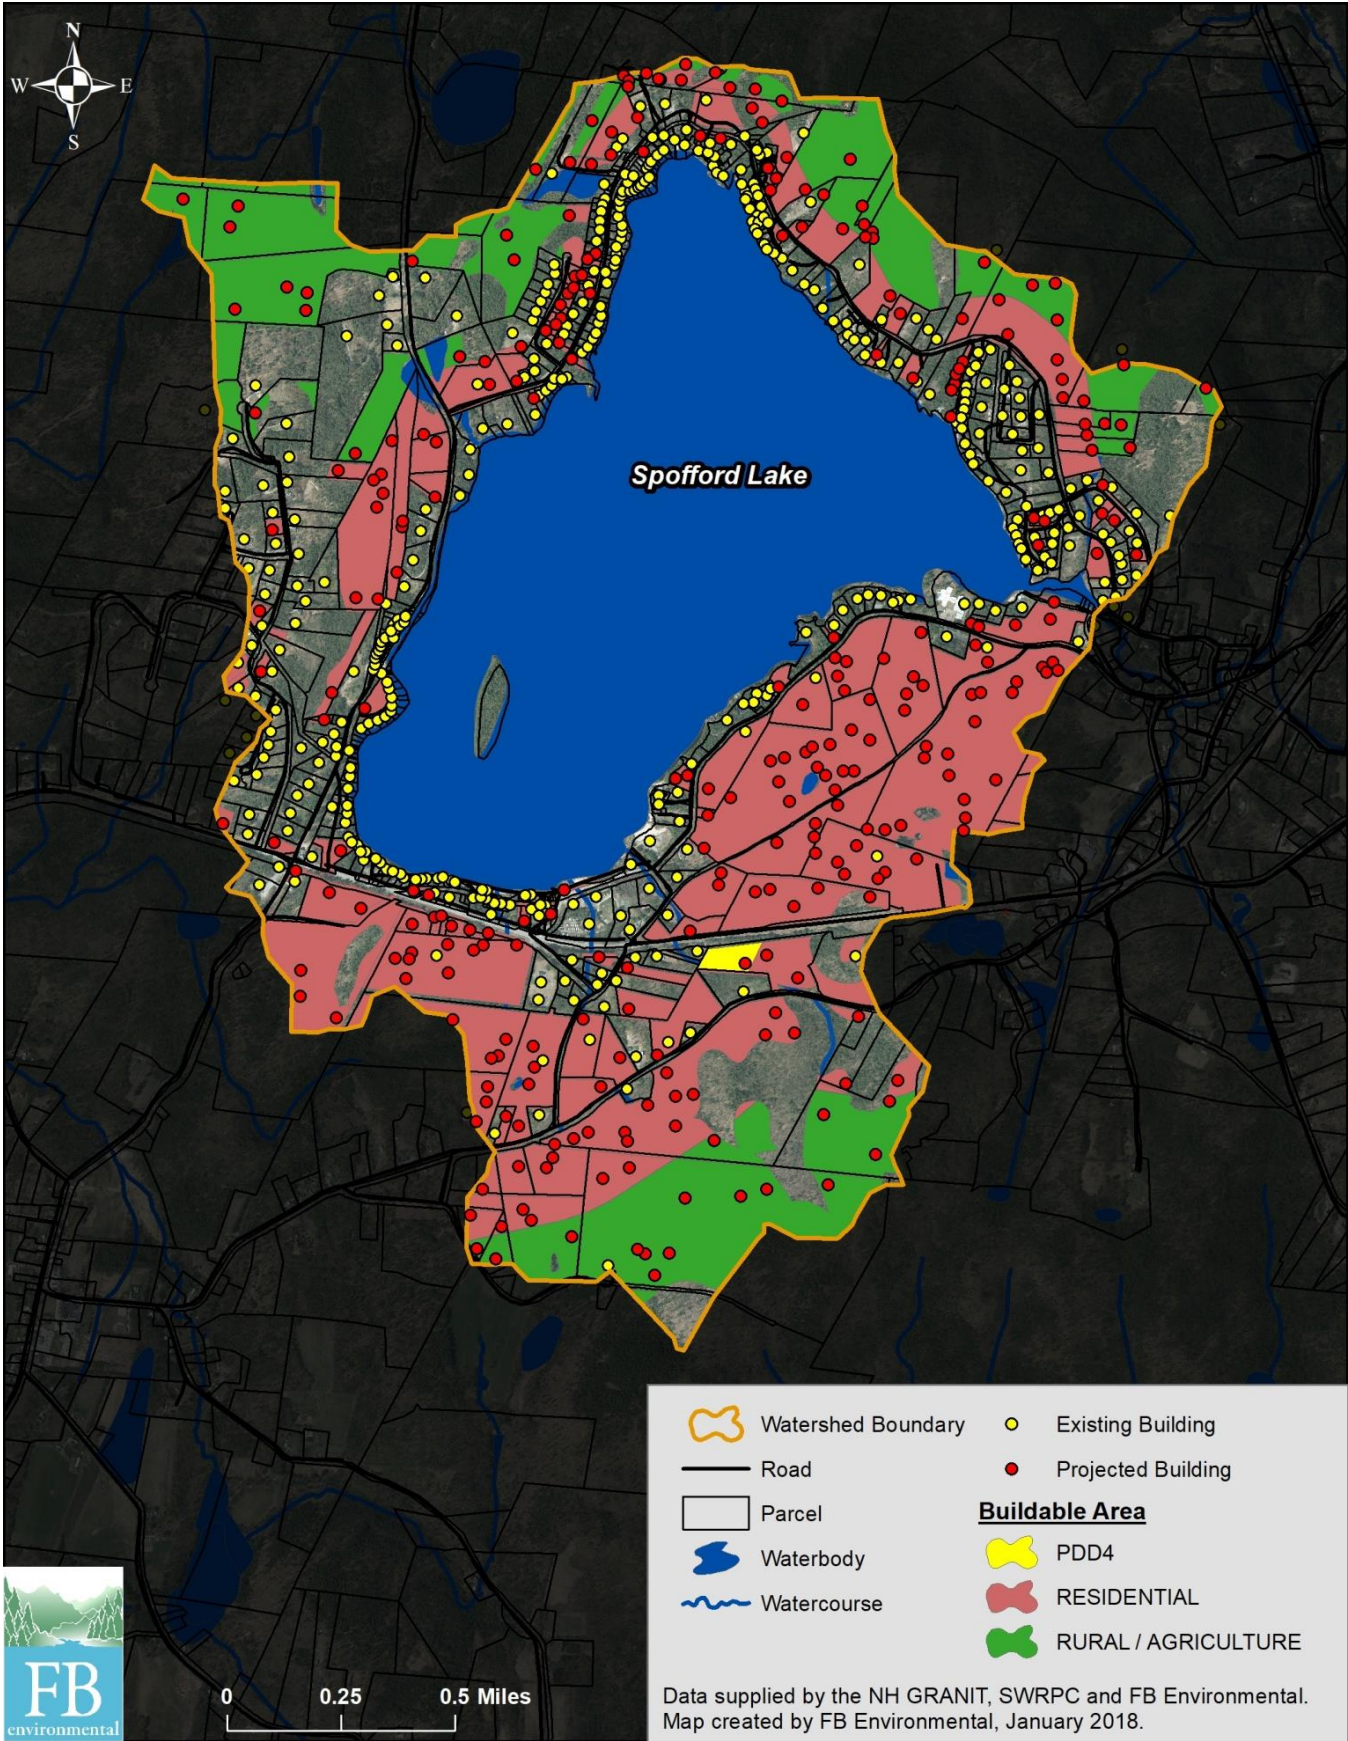 N
W E
S
Spofford Lake
Watershed Boundary
Road
Parcel
Waterbody
Watercourse
Existing Building
Projected Building
Buildable Area
PDD4
RESIDENTIAL
RURAL / AGRICULTURE
Data supplied by the NH GRANIT, SWRPC and FB Environmental.
Map created by FB Environmental, January 2018.
0 0.25 0.5 Miles
FB
environmental